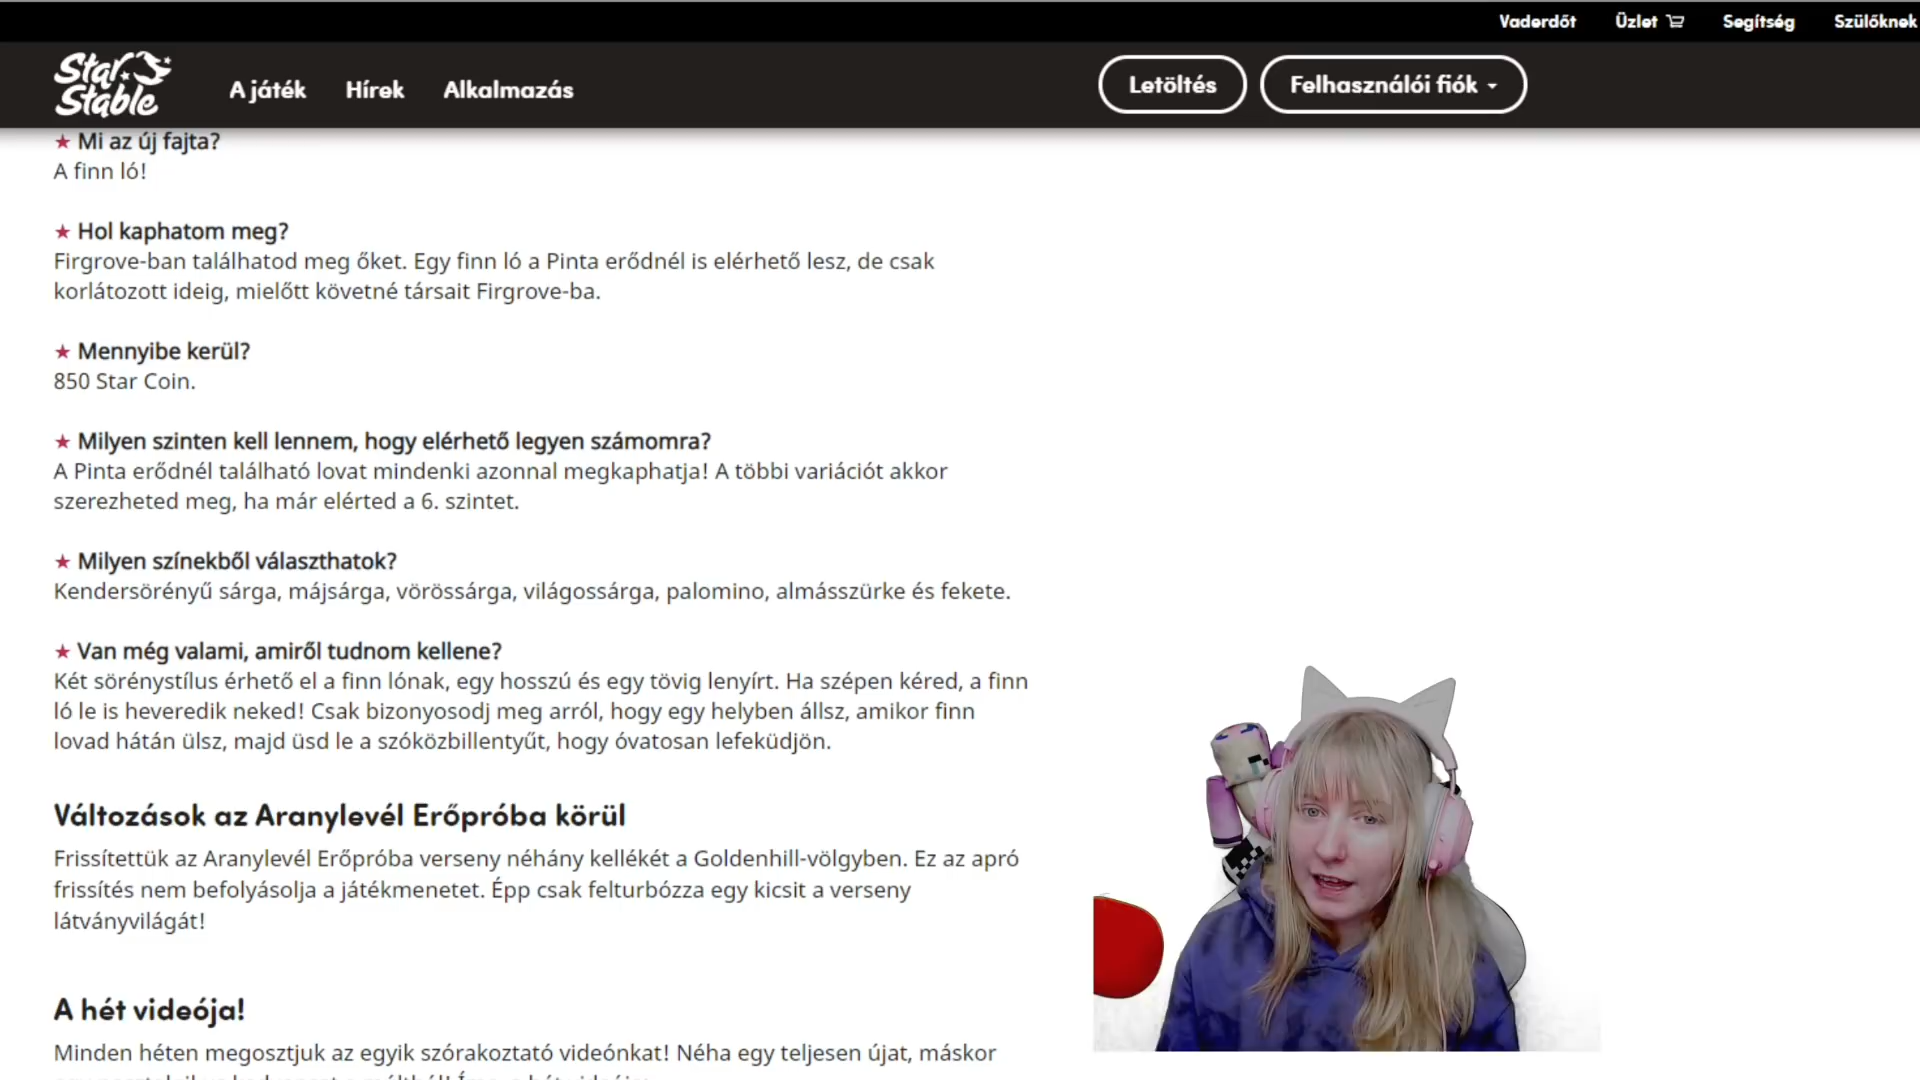 Vaderdőt Üzlet Segítség Szülőknek
Star Stable
A játék Hírek Alkalmazás Letöltés Felhasználói fiók
★ Mi az új fajta?
A finn ló!
★ Hol kaphatom meg?
Firgrove-ban találhatod meg őket. Egy finn ló a Pinta erődnél is elérhető lesz, de csak
korlátozott ideig, mielőtt követné társait Firgrove-ba.
★ Mennyibe kerül?
850 Star Coin.
★ Milyen szinten kell lennem, hogy elérhető legyen számomra?
A Pinta erődnél található lovat mindenki azonnal megkaphatja! A többi variációt akkor
szerezheted meg, ha már elérted a 6. szintet.
★ Milyen színekből választhatok?
Kendersörényű sárga, májsárga, vörössárga, világossárga, palomino, almásszürke és fekete.
★ Van még valami, amiről tudnom kellene?
Két sörénystílus érhető el a finn lónak, egy hosszú és egy tövig lenyírt. Ha szépen kéred, a finn
ló le is heveredik neked! Csak bizonyosodj meg arról, hogy egy helyben állsz, amikor finn
lovad hátán ülsz, majd üsd le a szóközbillentyűt, hogy óvatosan lefeküdjön.
Változások az Aranylevél Erőpróba körül
Frissítettük az Aranylevél Erőpróba verseny néhány kellékét a Goldenhill-völgyben. Ez az apró
frissítés nem befolyásolja a játékmenetet. Épp csak felturbózza egy kicsit a verseny
látványvilágát!
A hét videója!
Minden héten megosztjuk az egyik szórakoztató videónkat! Néha egy teljesen újat, máskor